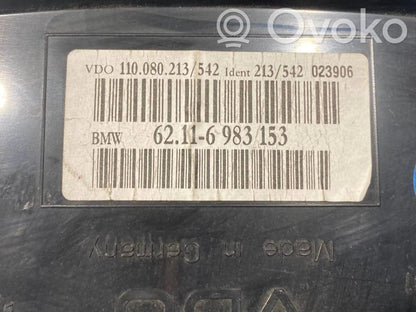 Ovoko
VDO 110.080.213/542 Ident 213/542 023906
BMW 62.11-6 983 153
Made in Germany
VDO